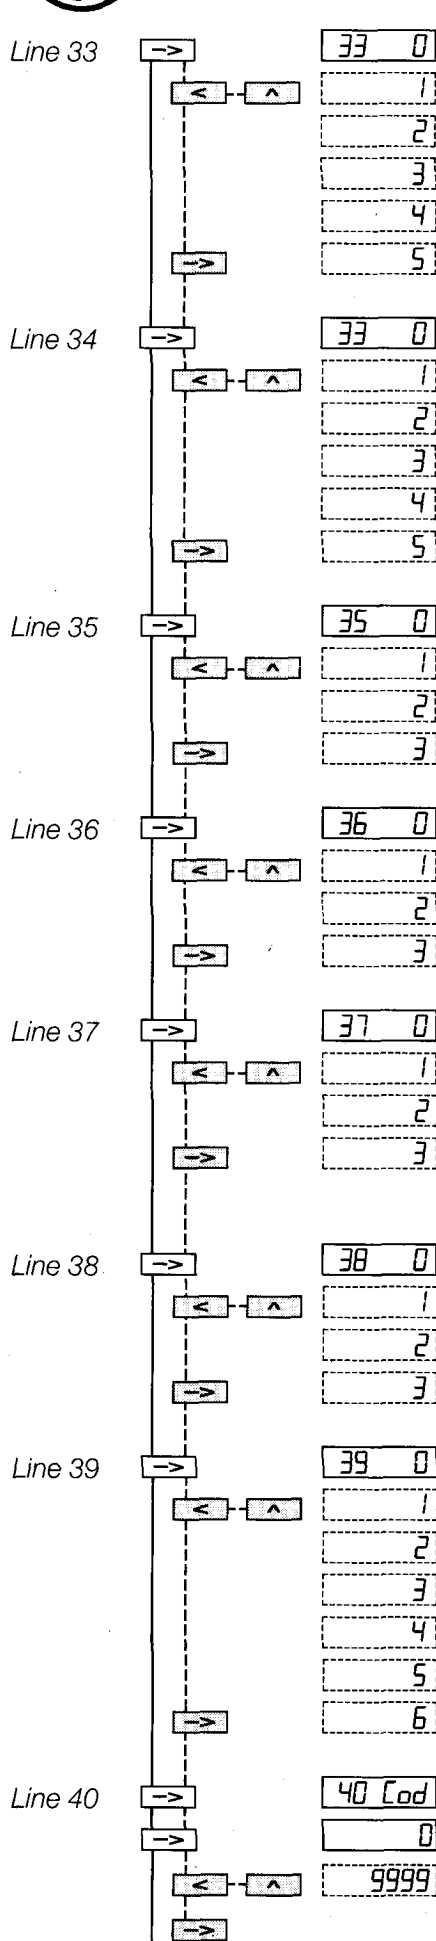 Line 33 -> 33 0
< ^ 1
2
3
4
-> 5
Line 34 -> 33 0
< ^ 1
2
3
4
-> 5
Line 35 -> 35 0
< ^ 1
2
-> 3
Line 36 -> 36 0
< ^ 1
2
-> 3
Line 37 -> 37 0
< ^ 1
2
-> 3
Line 38 -> 38 0
< ^ 1
2
-> 3
Line 39 -> 39 0
< ^ 1
2
3
4
5
-> 6
Line 40 -> 40 Cod
-> 0
< ^ 9999
->